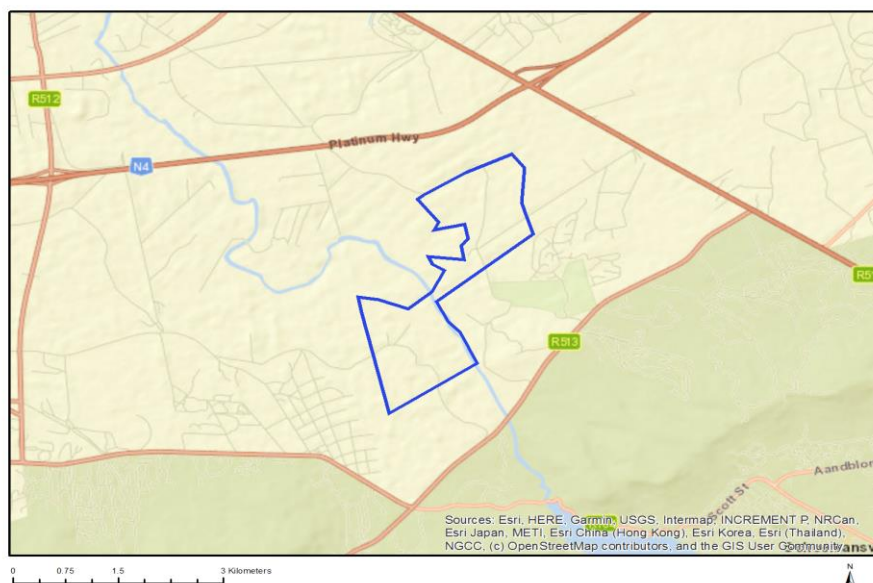 R512
Platinum Hwy
N4
R513
Aandblo
Scott St
Sources: Esri, HERE, Garmin, USGS, Intermap, INCREMENT P, NRCan,
Esri Japan, METI, Esri China (Hong Kong), Esri Korea, Esri (Thailand),
NGCC, (c) OpenStreetMap contributors, and the GIS User Community
0 0.75 1.5 3 Kilometers
N